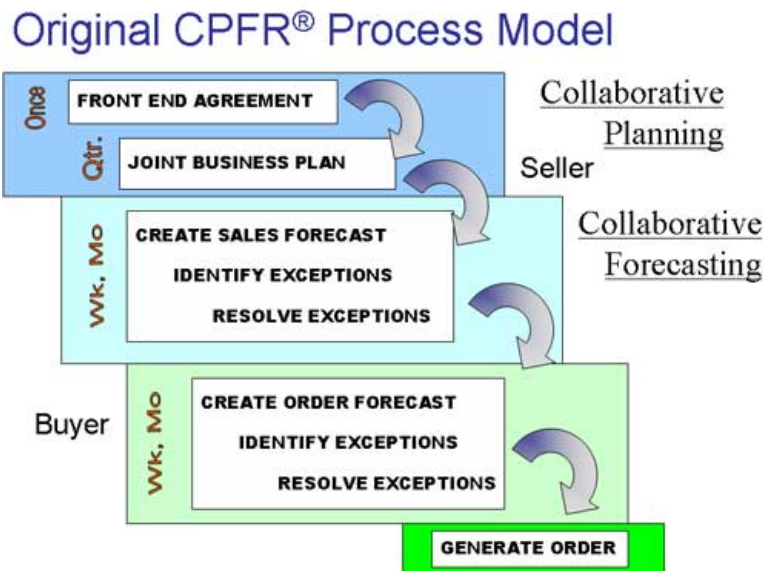 Original CPFR® Process Model
Once
FRONT END AGREEMENT
Collaborative
Planning
Qtr.
JOINT BUSINESS PLAN
Seller
Wk, Mo
CREATE SALES FORECAST
IDENTIFY EXCEPTIONS
RESOLVE EXCEPTIONS
Collaborative
Forecasting
Buyer
Wk, Mo
CREATE ORDER FORECAST
IDENTIFY EXCEPTIONS
RESOLVE EXCEPTIONS
GENERATE ORDER